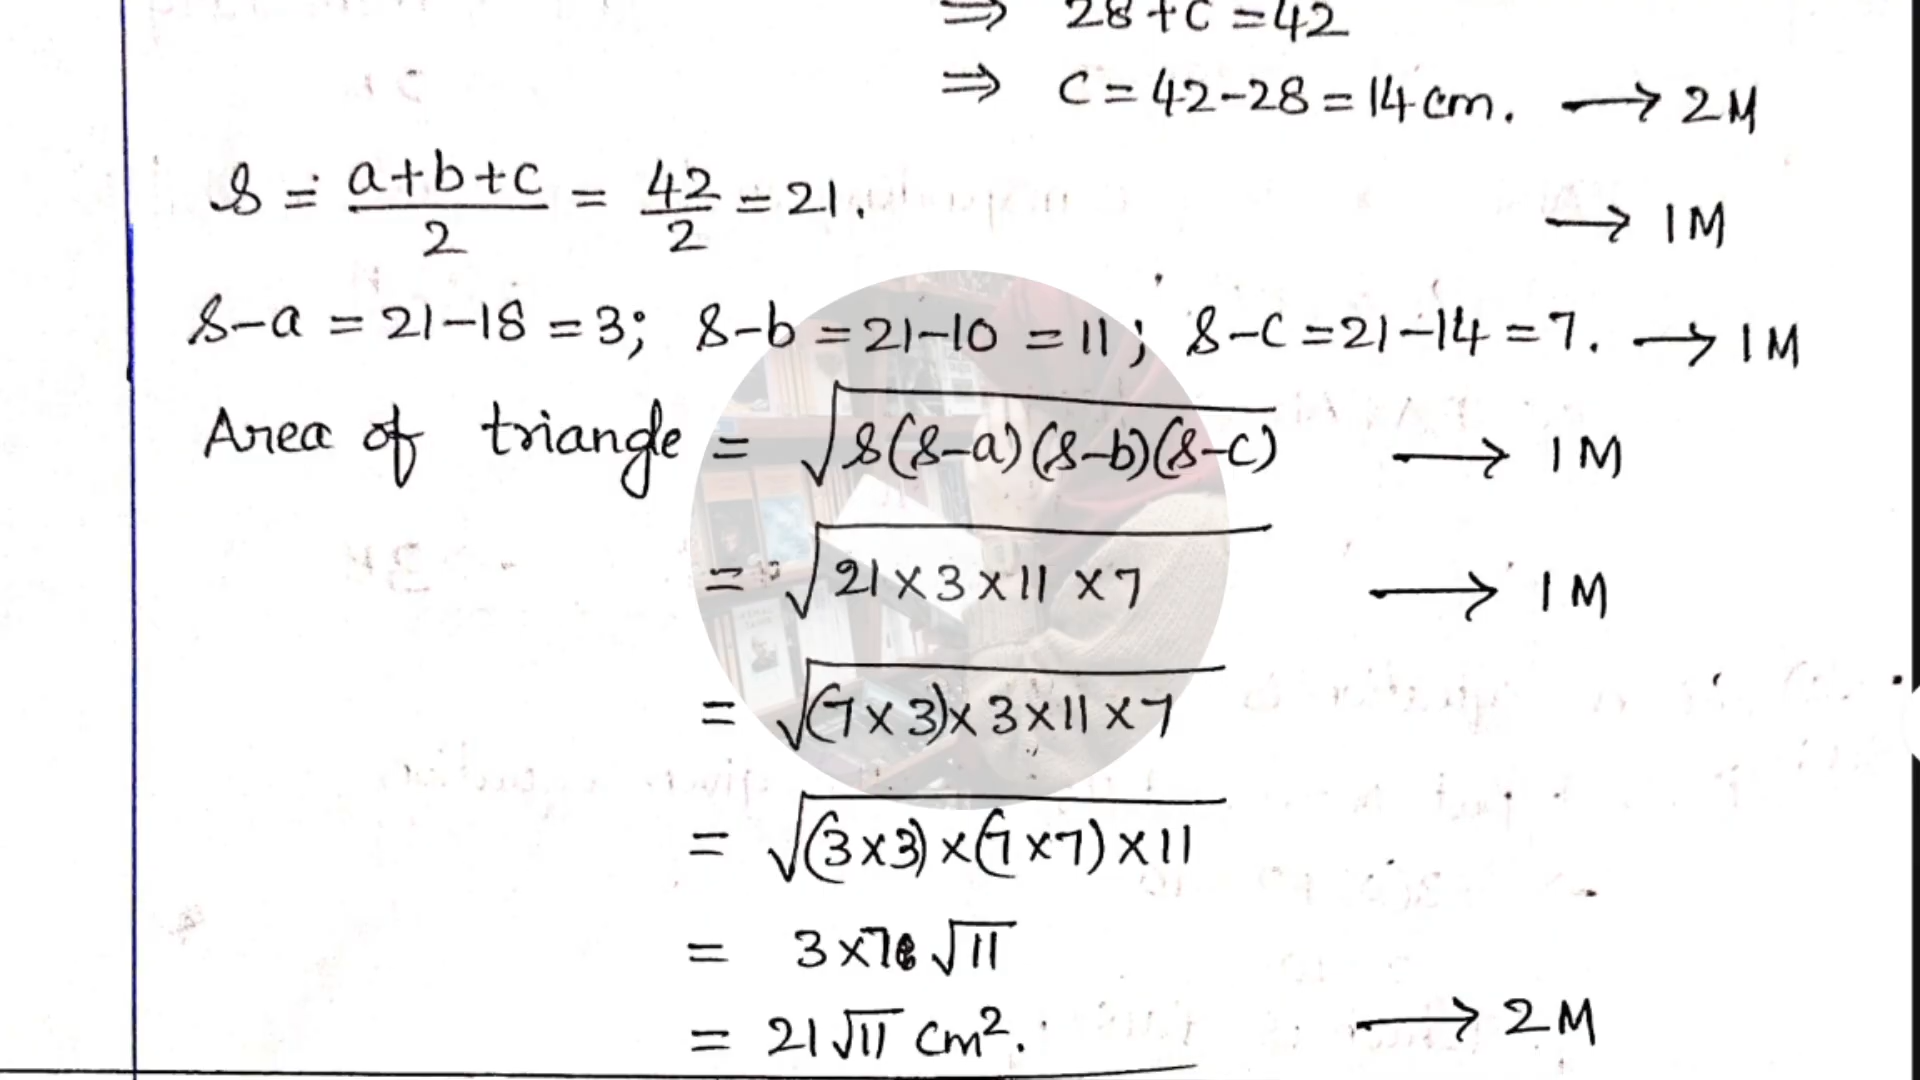 ⇒ 28+C=42
⇒ C=42-28=14cm. → 2M
S = a+b+c/2 = 42/2 = 21. → 1M
S-a = 21-18=3; S-b = 21-10 = 11; S-C=21-14=7. → 1M
Area of triangle = √S(S-a)(S-b)(S-C) → 1M
= √21×3×11×7 → 1M
= √(7×3)×3×11×7
= √(3×3)×(7×7)×11
= 3×7√11
= 21√11 cm². → 2M